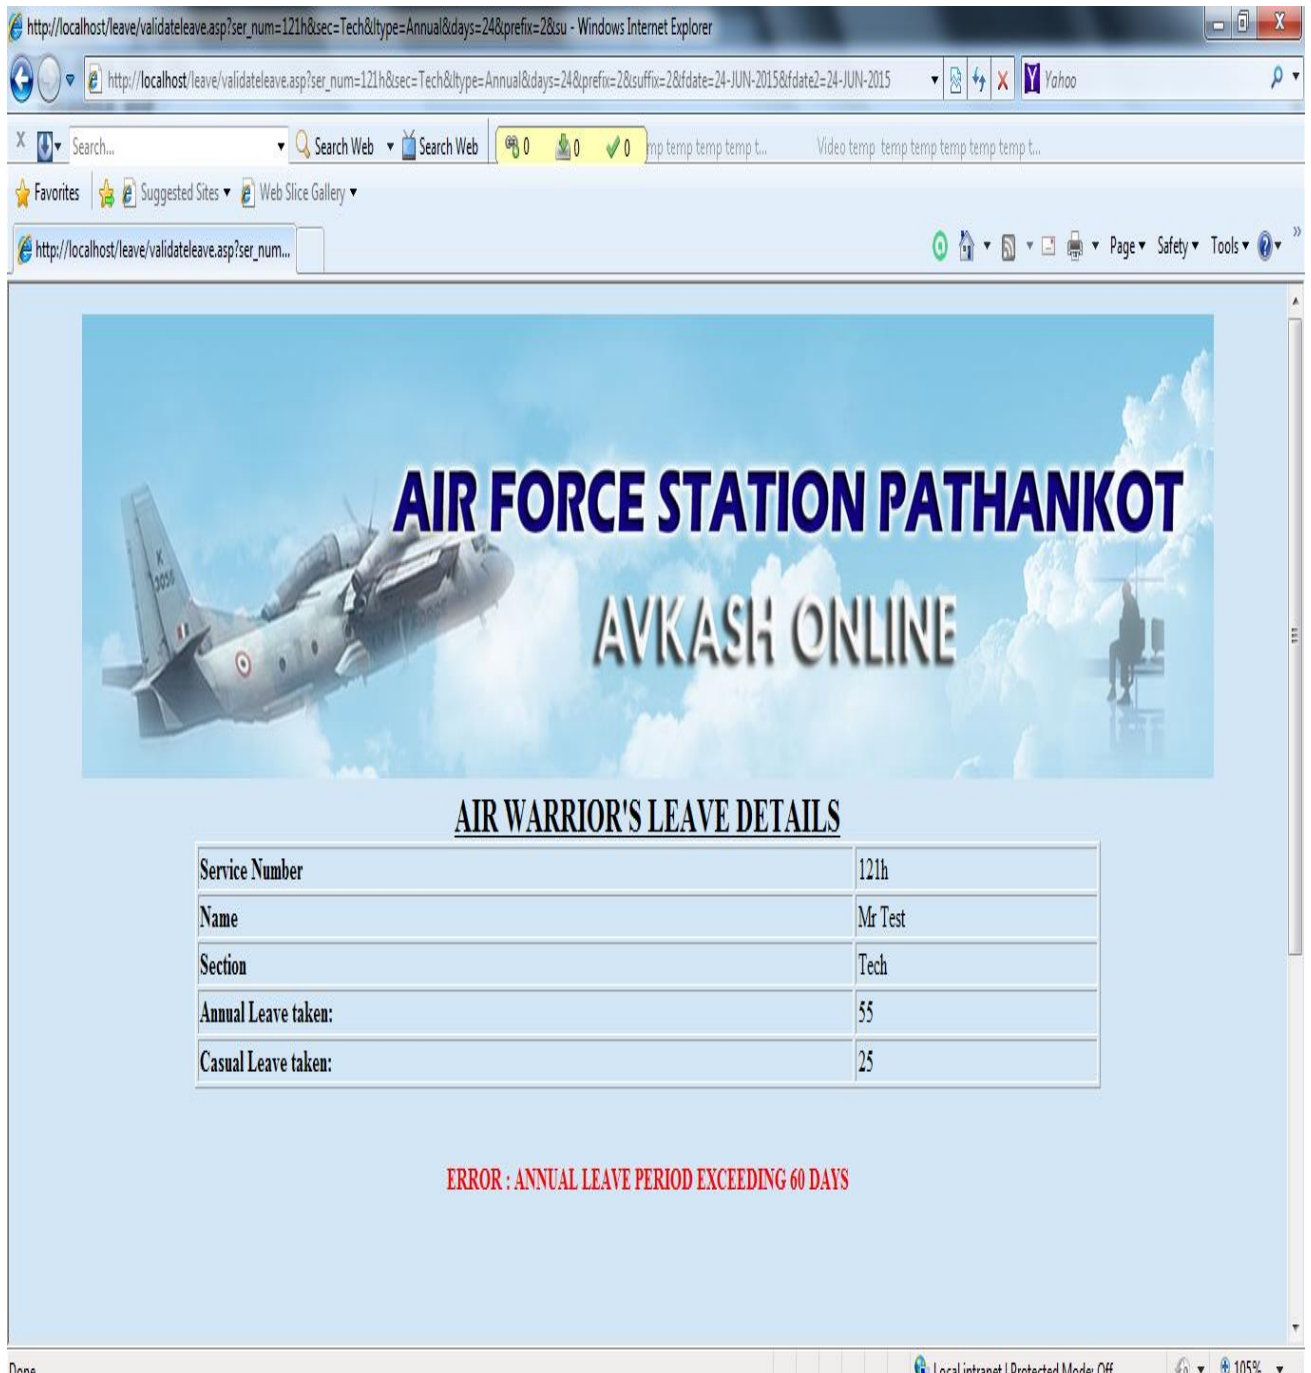 http://localhost/leave/validateleave.asp?ser_num=121h&sec=Tech&ltype=Annual&days=24&prefix=2&su - Windows Internet Explorer
http://localhost/leave/validateleave.asp?ser_num=121h&sec=Tech&ltype=Annual&days=24&prefix=2&suffix=2&fdate=24-JUN-2015&fdate2=24-JUN-2015 Yahoo
X Search... Search Web Search Web 0 0 0 mp temp temp temp t... Video temp temp temp temp temp t...
Favorites Suggested Sites Web Slice Gallery
http://localhost/leave/validateleave.asp?ser_num... Page Safety Tools »
K
3056
AIR FORCE STATION PATHANKOT
AVKASH ONLINE
AIR WARRIOR'S LEAVE DETAILS
Service Number 121h
Name Mr Test
Section Tech
Annual Leave taken: 55
Casual Leave taken: 25
ERROR : ANNUAL LEAVE PERIOD EXCEEDING 60 DAYS
Done Local intranet | Protected Mode: Off 105%